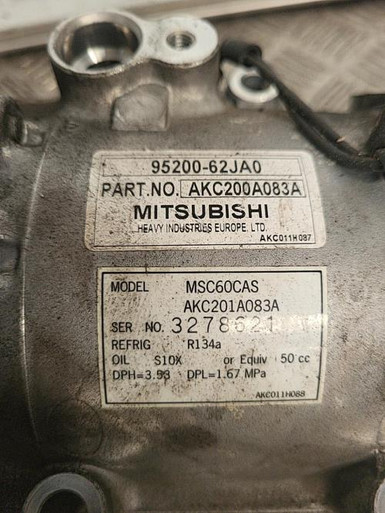 95200-62JA0
PART.NO. AKC200A083A
MITSUBISHI
HEAVY INDUSTRIES EUROPE. LTD.
AKC011H087
MODEL MSC60CAS
AKC201A083A
SER NO. 3278621
REFRIG R134a
OIL S10X or Equiv 50 cc
DPH=3.53 DPL=1.67 MPa
AKC011H088